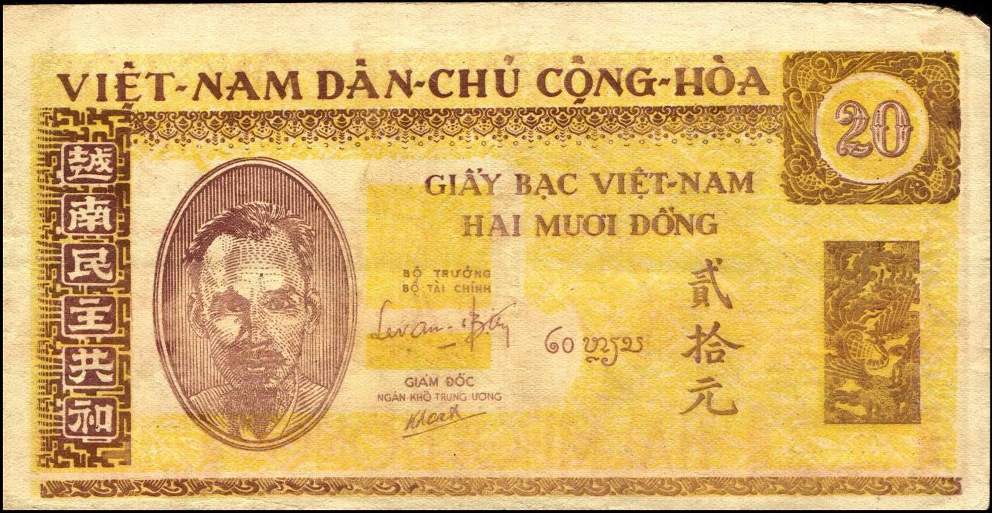 VIỆT-NAM DÂN-CHỦ CỘNG-HÒA
20
越南民主共和
GIẤY BẠC VIỆT-NAM
HAI MƯƠI ĐỒNG
BỘ TRƯỞNG
BỘ TÀI CHÍNH
貳拾元
GIÁM ĐỐC
NGÂN KHỐ TRUNG ƯƠNG